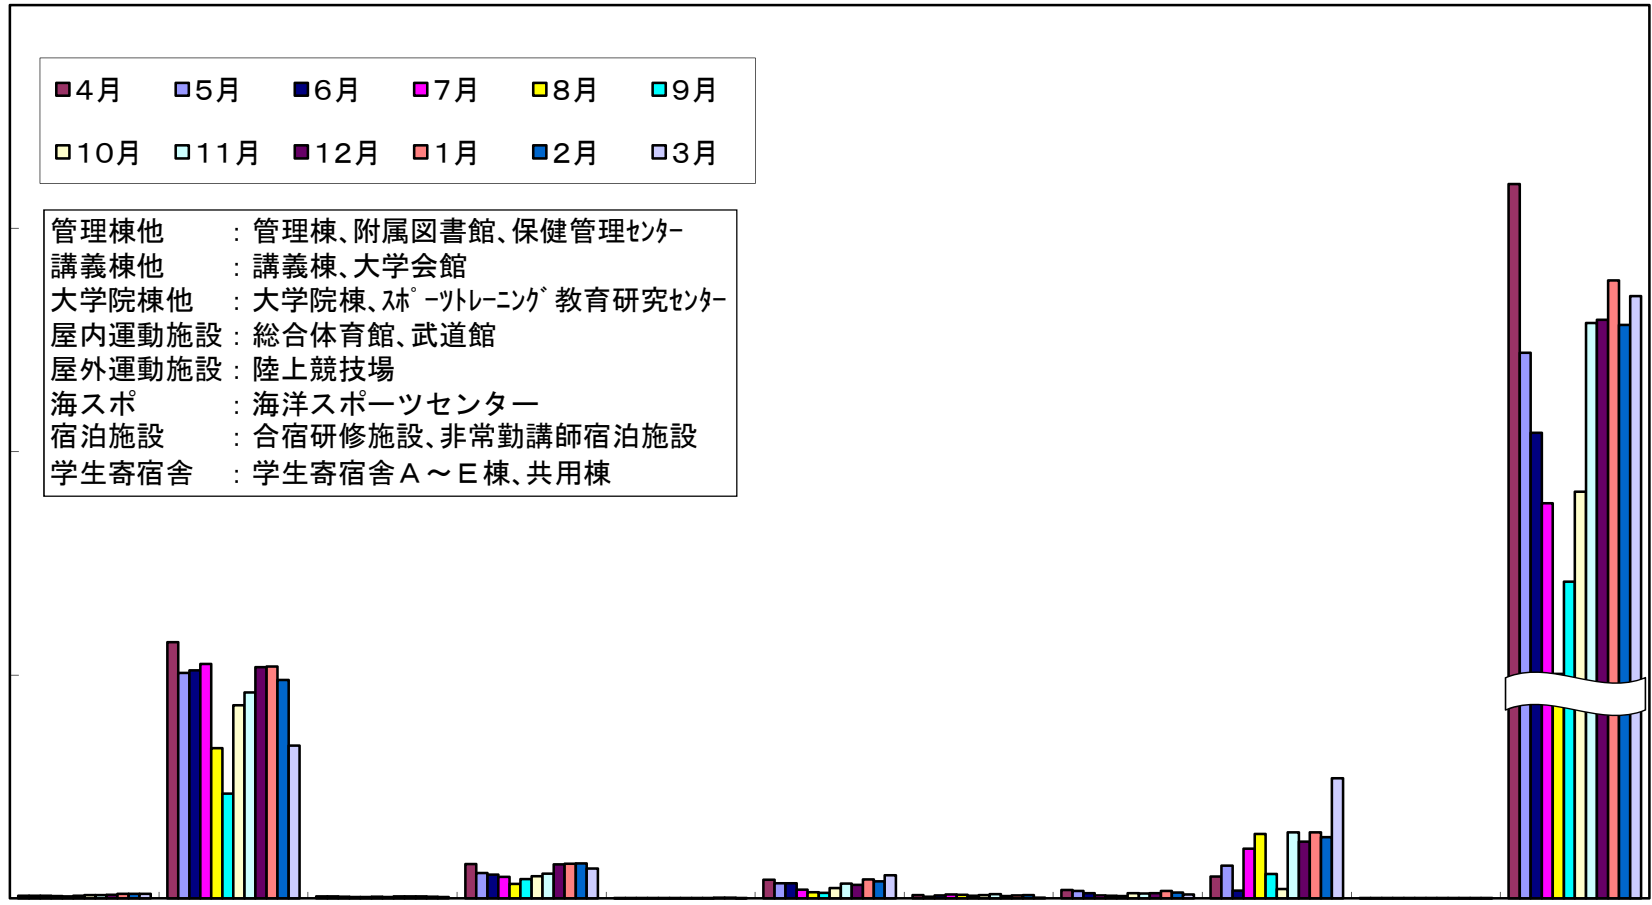 4月 5月 6月 7月 8月 9月
10月 11月 12月 1月 2月 3月
管理棟他 : 管理棟、附属図書館、保健管理ｾﾝﾀｰ
講義棟他 : 講義棟、大学会館
大学院棟他 : 大学院棟、ｽﾎﾟｰﾂﾄﾚｰﾆﾝｸﾞ教育研究ｾﾝﾀｰ
屋内運動施設 : 総合体育館、武道館
屋外運動施設 : 陸上競技場
海スポ : 海洋スポーツセンター
宿泊施設 : 合宿研修施設、非常勤講師宿泊施設
学生寄宿舎 : 学生寄宿舎Ａ～Ｅ棟、共用棟